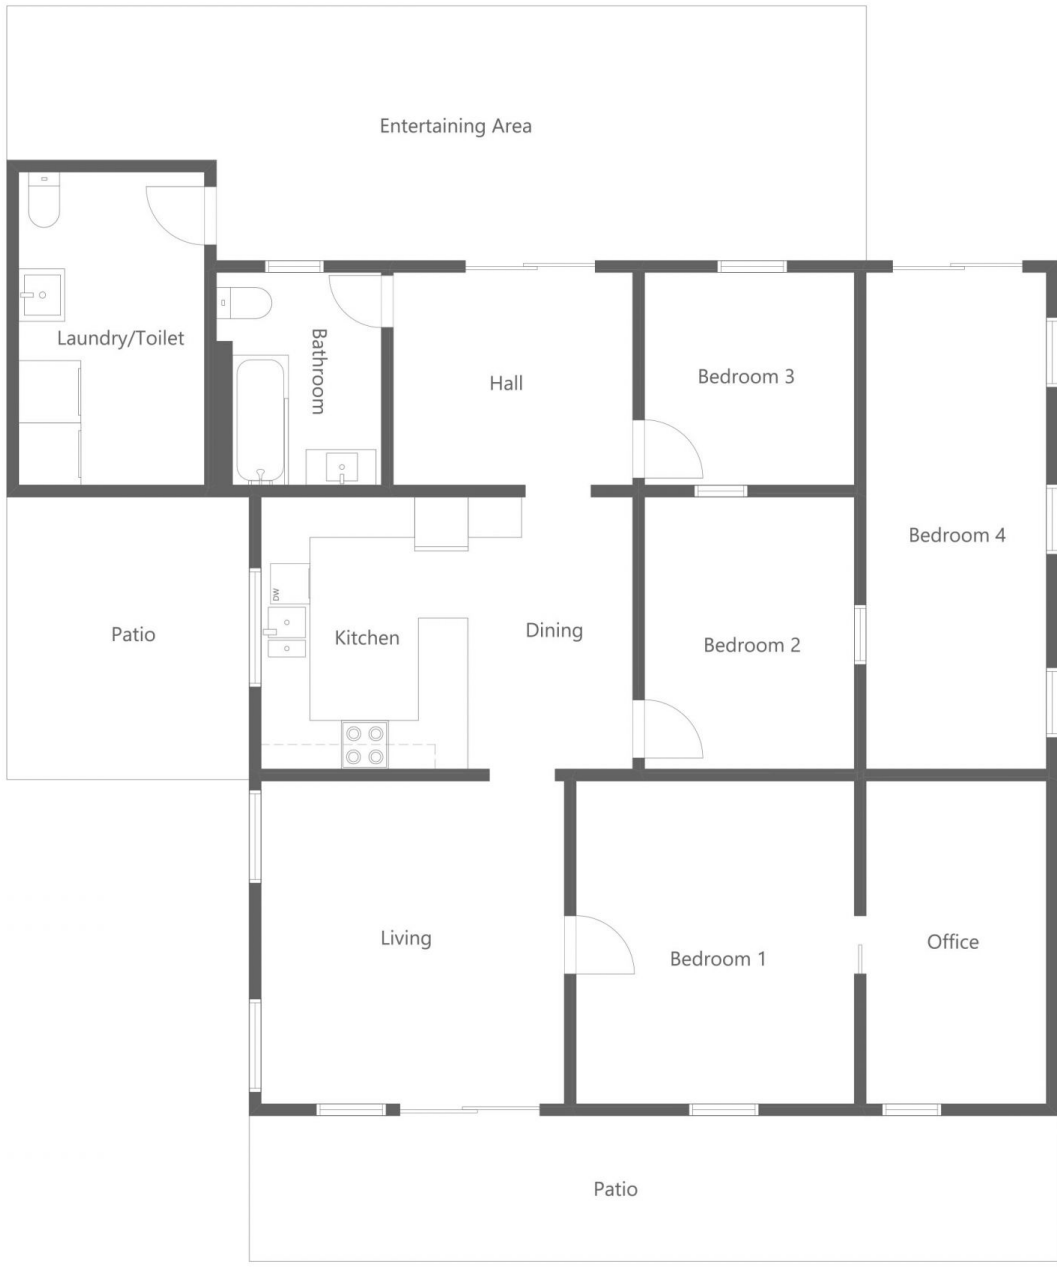 Entertaining Area
Laundry/Toilet
Bathroom
Hall
Bedroom 3
Bedroom 4
Patio
DW
Kitchen
Dining
Bedroom 2
Living
Bedroom 1
Office
Patio